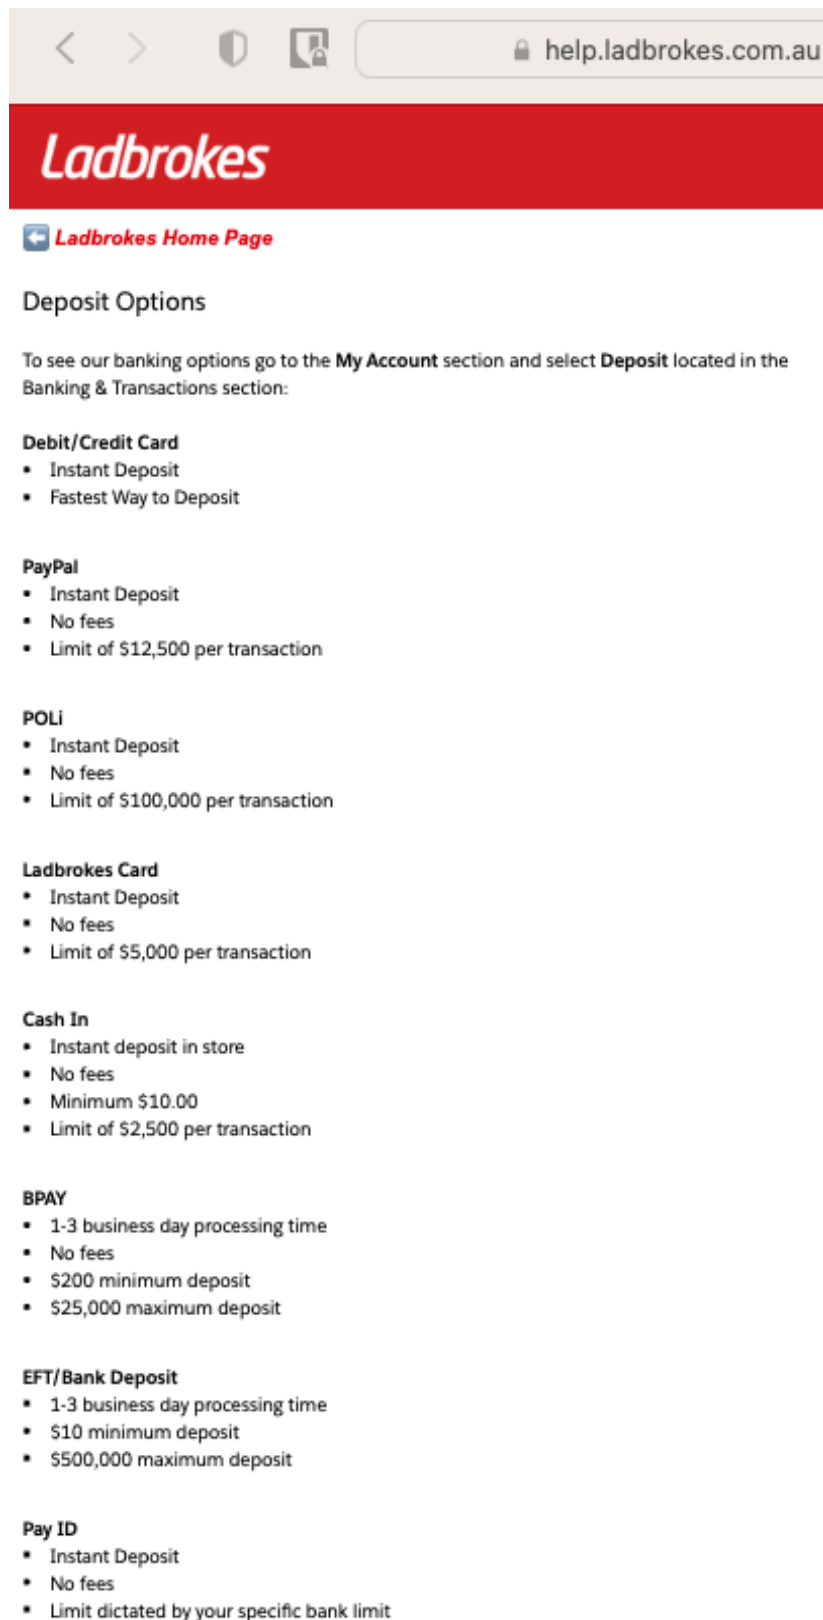 help.ladbrokes.com.au
Ladbrokes
Ladbrokes Home Page
Deposit Options
To see our banking options go to the My Account section and select Deposit located in the
Banking & Transactions section:
Debit/Credit Card
▪ Instant Deposit
▪ Fastest Way to Deposit
PayPal
▪ Instant Deposit
▪ No fees
▪ Limit of $12,500 per transaction
POLi
▪ Instant Deposit
▪ No fees
▪ Limit of $100,000 per transaction
Ladbrokes Card
▪ Instant Deposit
▪ No fees
▪ Limit of $5,000 per transaction
Cash In
▪ Instant deposit in store
▪ No fees
▪ Minimum $10.00
▪ Limit of $2,500 per transaction
BPAY
▪ 1-3 business day processing time
▪ No fees
▪ $200 minimum deposit
▪ $25,000 maximum deposit
EFT/Bank Deposit
▪ 1-3 business day processing time
▪ $10 minimum deposit
▪ $500,000 maximum deposit
Pay ID
▪ Instant Deposit
▪ No fees
▪ Limit dictated by your specific bank limit